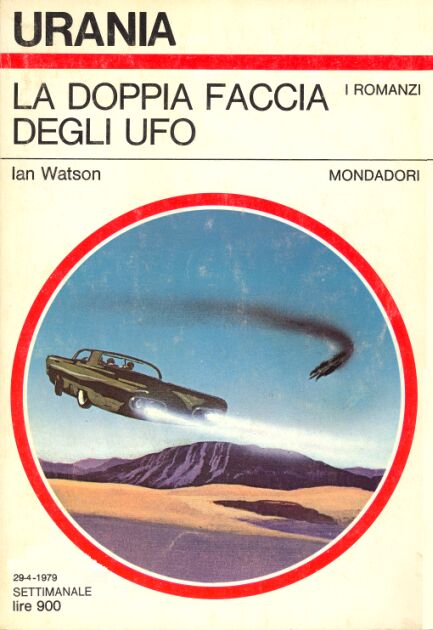 URANIA
LA DOPPIA FACCIA
DEGLI UFO
I ROMANZI
Ian Watson
MONDADORI
29-4-1979
SETTIMANALE
lire 900